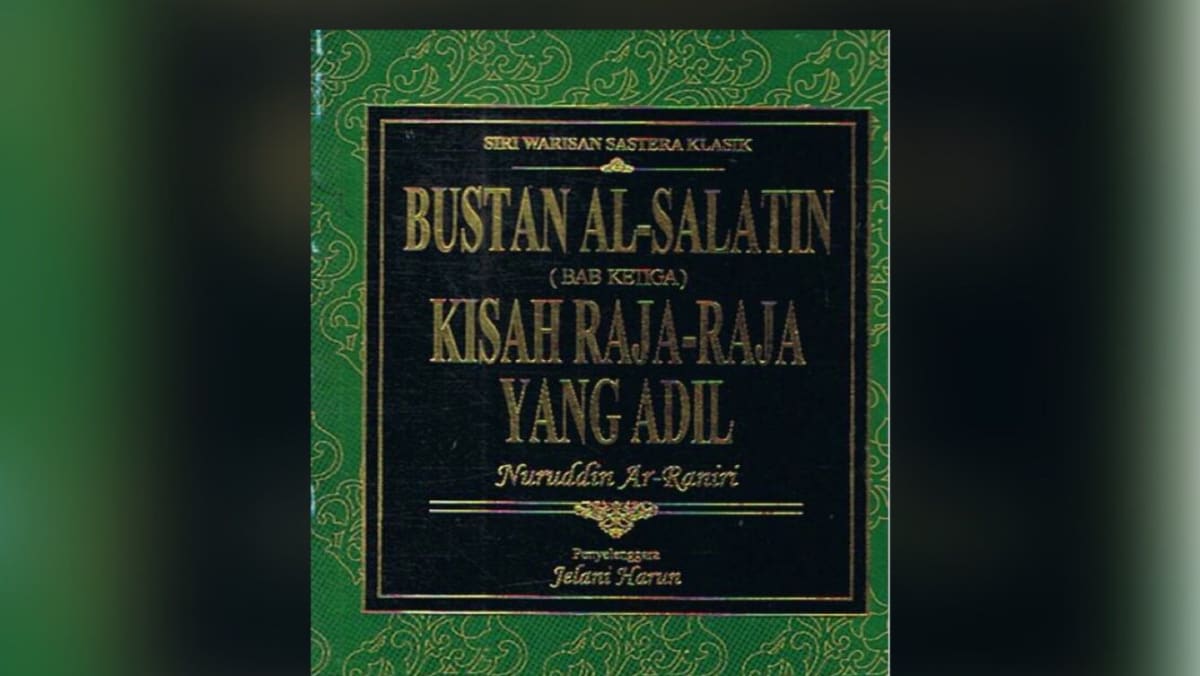 SIRI WARISAN SASTERA KLASIK
BUSTAN AL-SALATIN
( BAB KETIGA )
KISAH RAJA-RAJA
YANG ADIL
Nuruddin Ar-Raniri
Penyelenggara
Jelani Harun